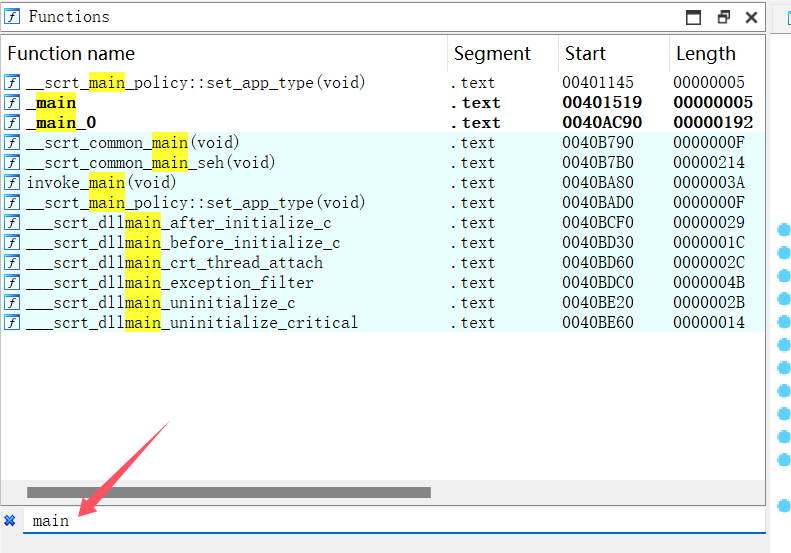 Functions
Function name Segment Start Length
f __scrt_main_policy::set_app_type(void) .text 00401145 00000005
f _main .text 00401519 00000005
f _main_0 .text 0040AC90 00000192
f __scrt_common_main(void) .text 0040B790 0000000F
f __scrt_common_main_seh(void) .text 0040B7B0 00000214
f invoke_main(void) .text 0040BA80 0000003A
f __scrt_main_policy::set_app_type(void) .text 0040BAD0 0000000F
f ___scrt_dllmain_after_initialize_c .text 0040BCF0 00000029
f ___scrt_dllmain_before_initialize_c .text 0040BD30 0000001C
f ___scrt_dllmain_crt_thread_attach .text 0040BD60 0000002C
f ___scrt_dllmain_exception_filter .text 0040BDC0 0000004B
f ___scrt_dllmain_uninitialize_c .text 0040BE20 0000002B
f ___scrt_dllmain_uninitialize_critical .text 0040BE60 00000014
main